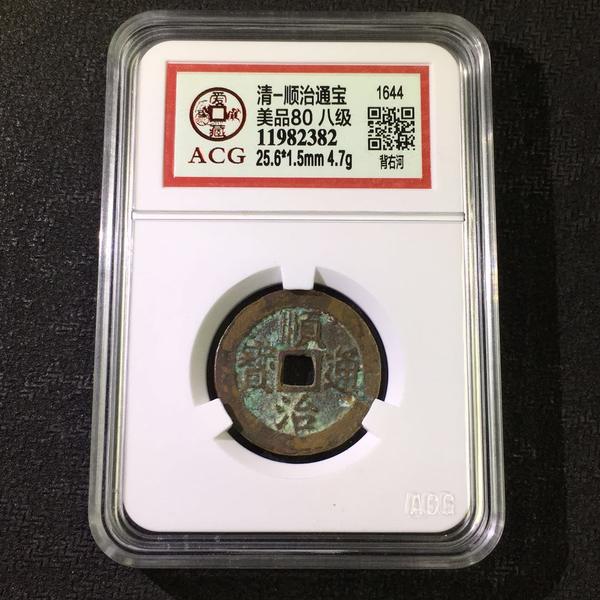 清-顺治通宝
1644
美品80 八级
11982382
25.6*1.5mm 4.7g
背右河
ACG
順治通寶
ACG